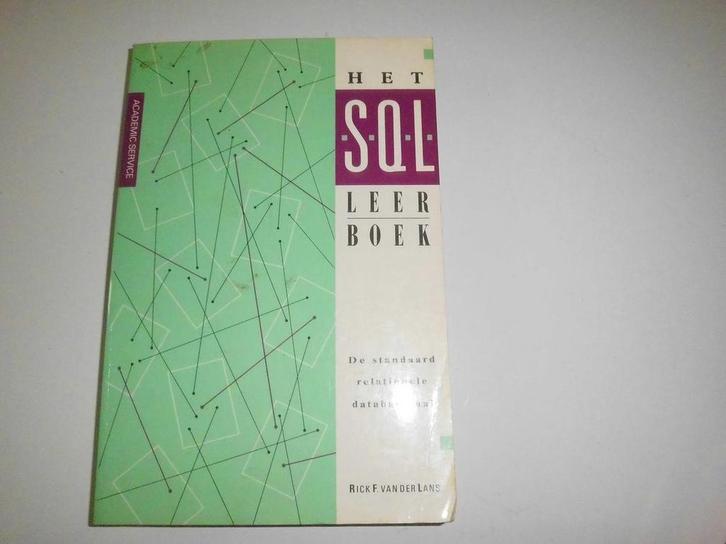 ACADEMIC SERVICE
HET
S.Q.L.
LEER
BOEK
De standaard
relationele
RICK F. VAN DER LANS